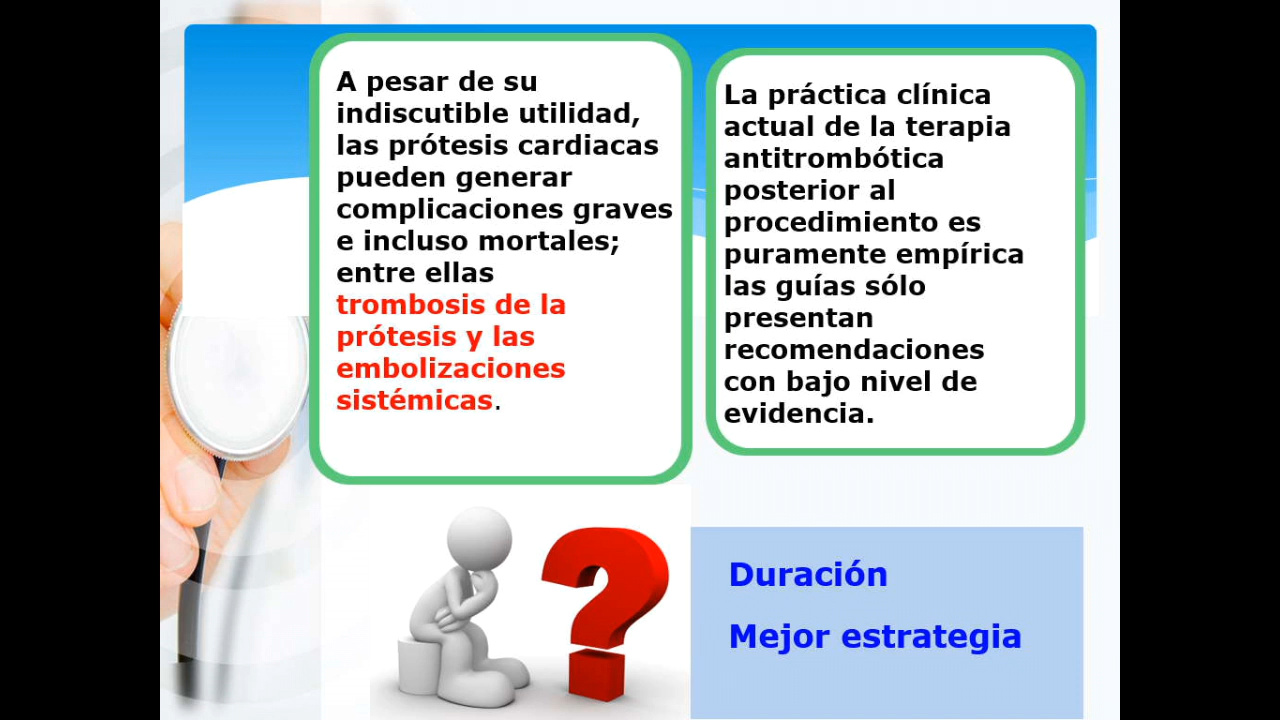 A pesar de su
indiscutible utilidad,
las prótesis cardiacas
pueden generar
complicaciones graves
e incluso mortales;
entre ellas
trombosis de la
prótesis y las
embolizaciones
sistémicas.
La práctica clínica
actual de la terapia
antitrombótica
posterior al
procedimiento es
puramente empírica
las guías sólo
presentan
recomendaciones
con bajo nivel de
evidencia.
Duración
Mejor estrategia